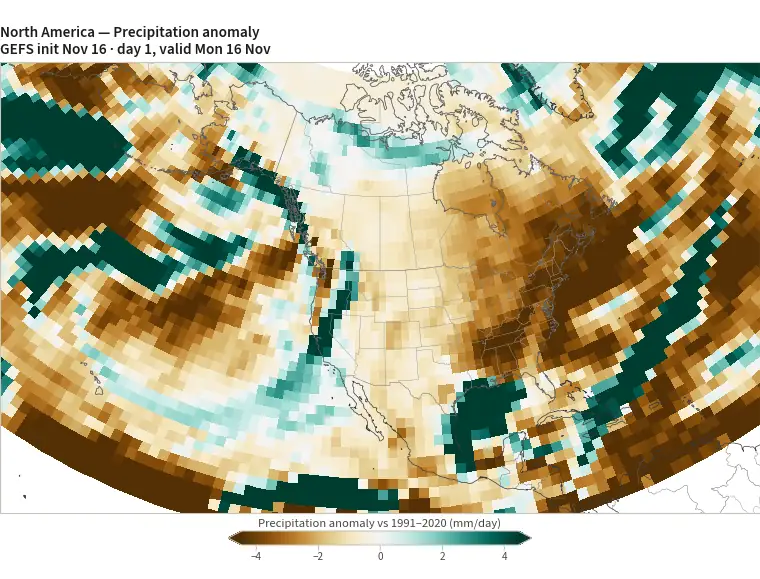 North America — Precipitation anomaly
GEFS init Nov 16 · day 1, valid Mon 16 Nov
Precipitation anomaly vs 1991–2020 (mm/day)
−4 −2 0 2 4